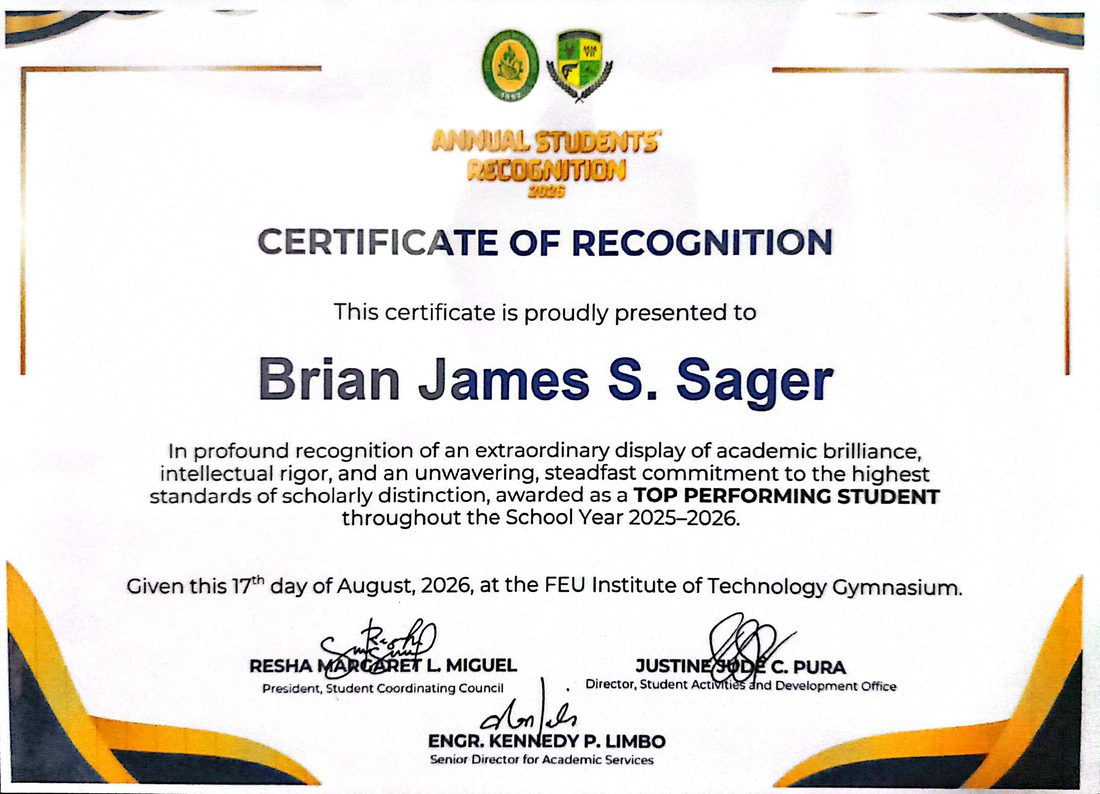 1992
ANNUAL STUDENTS'
RECOGNITION
2026
CERTIFICATE OF RECOGNITION
This certificate is proudly presented to
Brian James S. Sager
In profound recognition of an extraordinary display of academic brilliance,
intellectual rigor, and an unwavering, steadfast commitment to the highest
standards of scholarly distinction, awarded as a TOP PERFORMING STUDENT
throughout the School Year 2025–2026.
Given this 17th day of August, 2026, at the FEU Institute of Technology Gymnasium.
RESHA MARGARET L. MIGUEL
President, Student Coordinating Council
JUSTINE JUDE C. PURA
Director, Student Activities and Development Office
ENGR. KENNEDY P. LIMBO
Senior Director for Academic Services